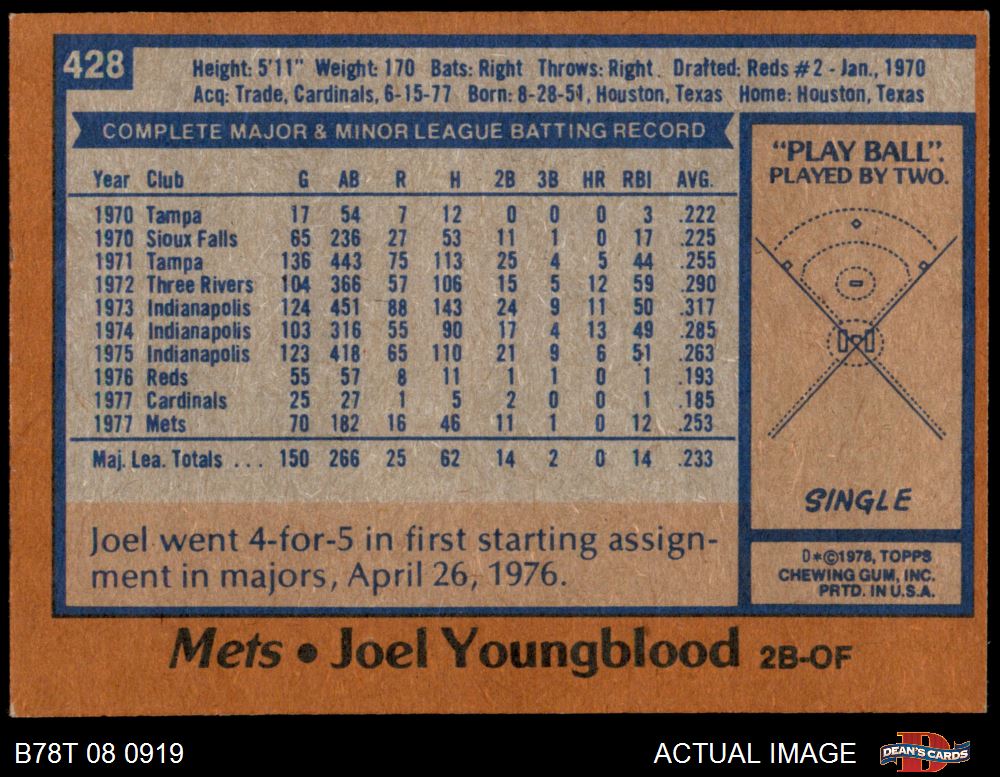 428
Height: 5'11" Weight: 170 Bats: Right Throws: Right. Drafted: Reds #2 - Jan., 1970
Acq: Trade, Cardinals, 6-15-77 Born: 8-28-51, Houston, Texas Home: Houston, Texas
COMPLETE MAJOR & MINOR LEAGUE BATTING RECORD
Year Club G AB R H 2B 3B HR RBI AVG.
1970 Tampa 17 54 7 12 0 0 0 3 .222
1970 Sioux Falls 65 236 27 53 11 1 0 17 .225
1971 Tampa 136 443 75 113 25 4 5 44 .255
1972 Three Rivers 104 366 57 106 15 5 12 59 .290
1973 Indianapolis 124 451 88 143 24 9 11 50 .317
1974 Indianapolis 103 316 55 90 17 4 13 49 .285
1975 Indianapolis 123 418 65 110 21 9 6 51 .263
1976 Reds 55 57 8 11 1 1 0 1 .193
1977 Cardinals 25 27 1 5 2 0 0 1 .185
1977 Mets 70 182 16 46 11 1 0 12 .253
Maj. Lea. Totals ... 150 266 25 62 14 2 0 14 .233
Joel went 4-for-5 in first starting assign-
ment in majors, April 26, 1976.
"PLAY BALL".
PLAYED BY TWO.
SINGLE
D*©1978, TOPPS
CHEWING GUM, INC.
PRTD. IN U.S.A.
Mets • Joel Youngblood 2B-OF
B78T 08 0919
ACTUAL IMAGE
D
DEAN'S CARDS